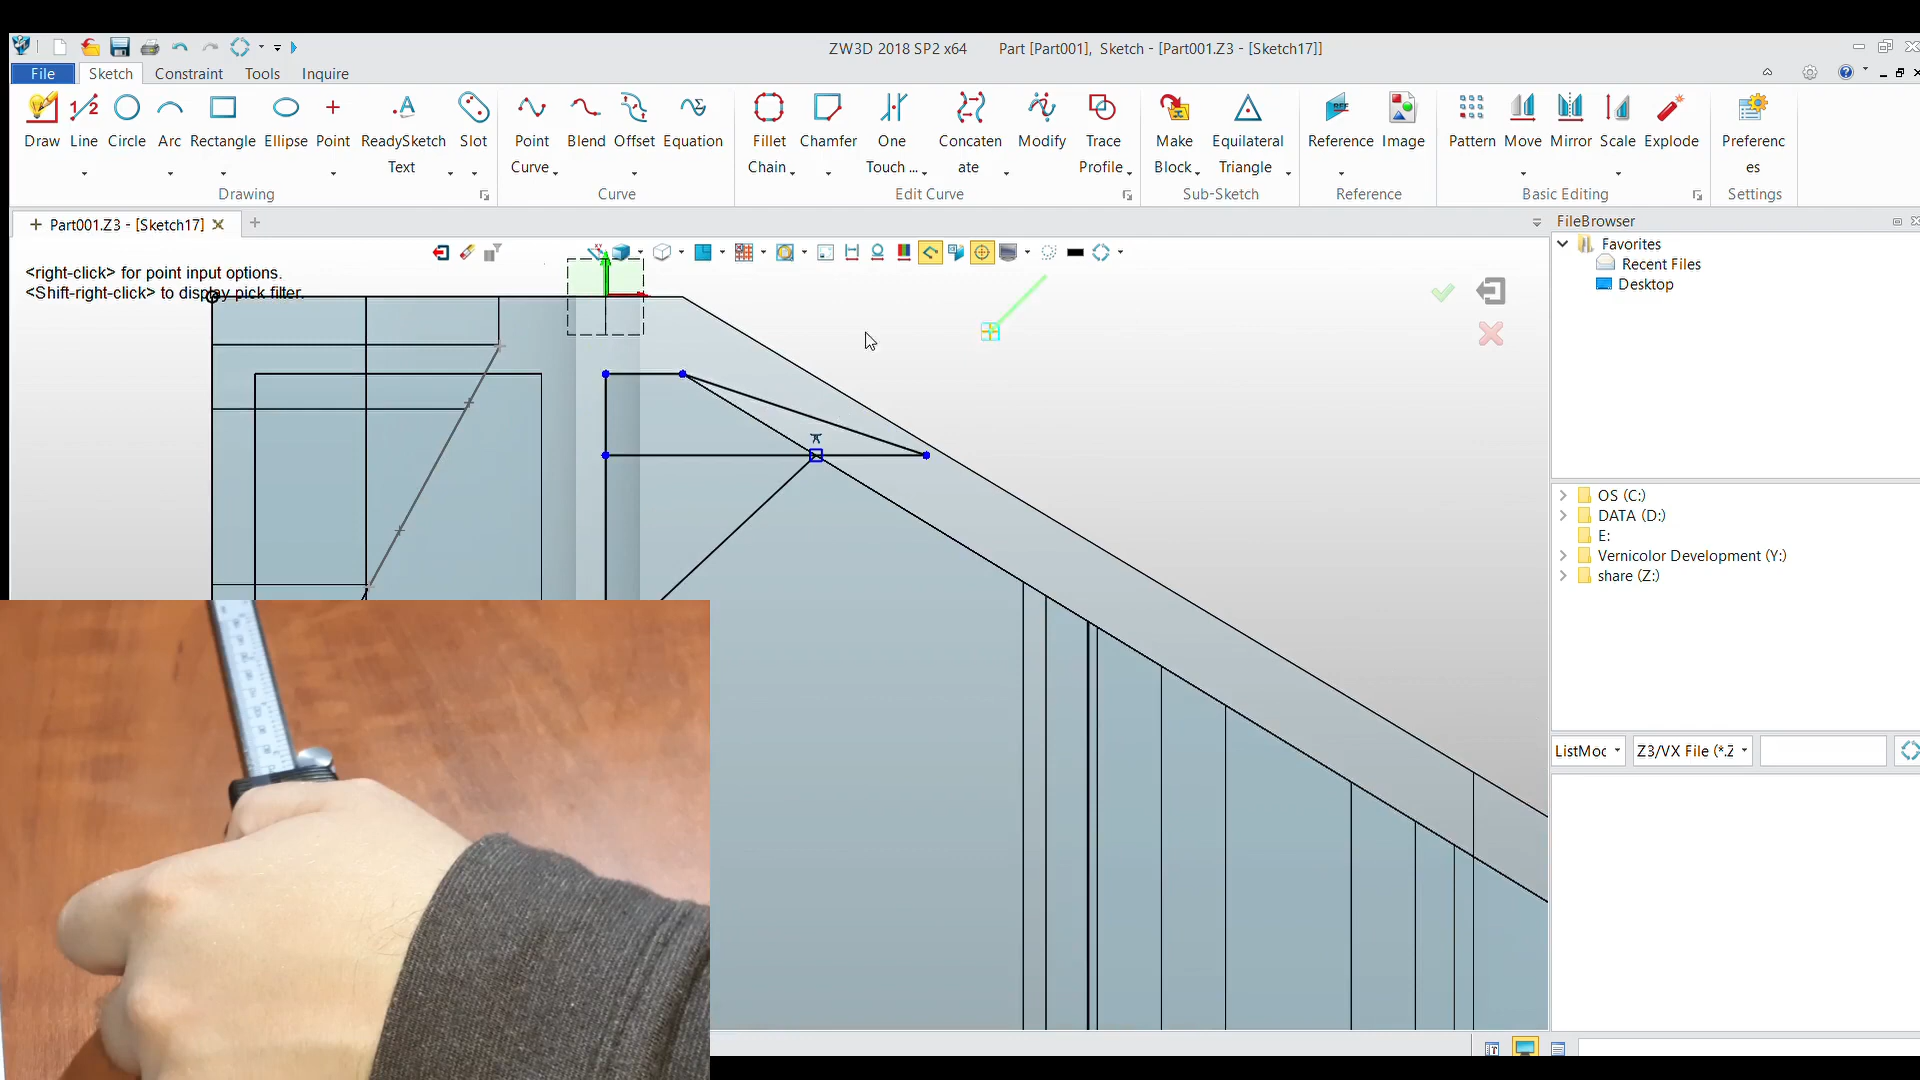 ZW3D 2018 SP2 x64 Part [Part001], Sketch - [Part001.Z3 - [Sketch17]]
File Sketch Constraint Tools Inquire
Draw Line Circle Arc Rectangle Ellipse Point ReadySketch Text Slot
Drawing
Point Curve Blend Offset Equation
Curve
Fillet Chain Chamfer One Touch ... Concatenate Modify Trace Profile
Edit Curve
Make Block Equilateral Triangle
Sub-Sketch
Reference Image
Reference
Pattern Move Mirror Scale Explode
Basic Editing
Preferences
Settings
Part001.Z3 - [Sketch17]
<right-click> for point input options.
<Shift-right-click> to display pick filter.
FileBrowser
Favorites
Recent Files
Desktop
OS (C:)
DATA (D:)
E:
Vernicolor Development (Y:)
share (Z:)
ListMoc Z3/VX File (*.Z